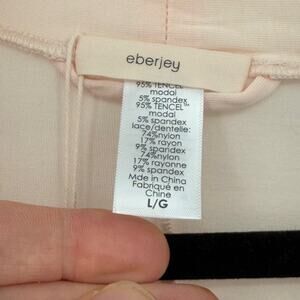 eberjey
95% TENCEL™
modal
5% spandex
95% TENCEL™
modal
5% spandex
lace/dentelle:
74%nylon
17% rayon
9% spandex
74%nylon
17% rayonne
9% spandex
Made in China
Fabriqué en
Chine
L/G